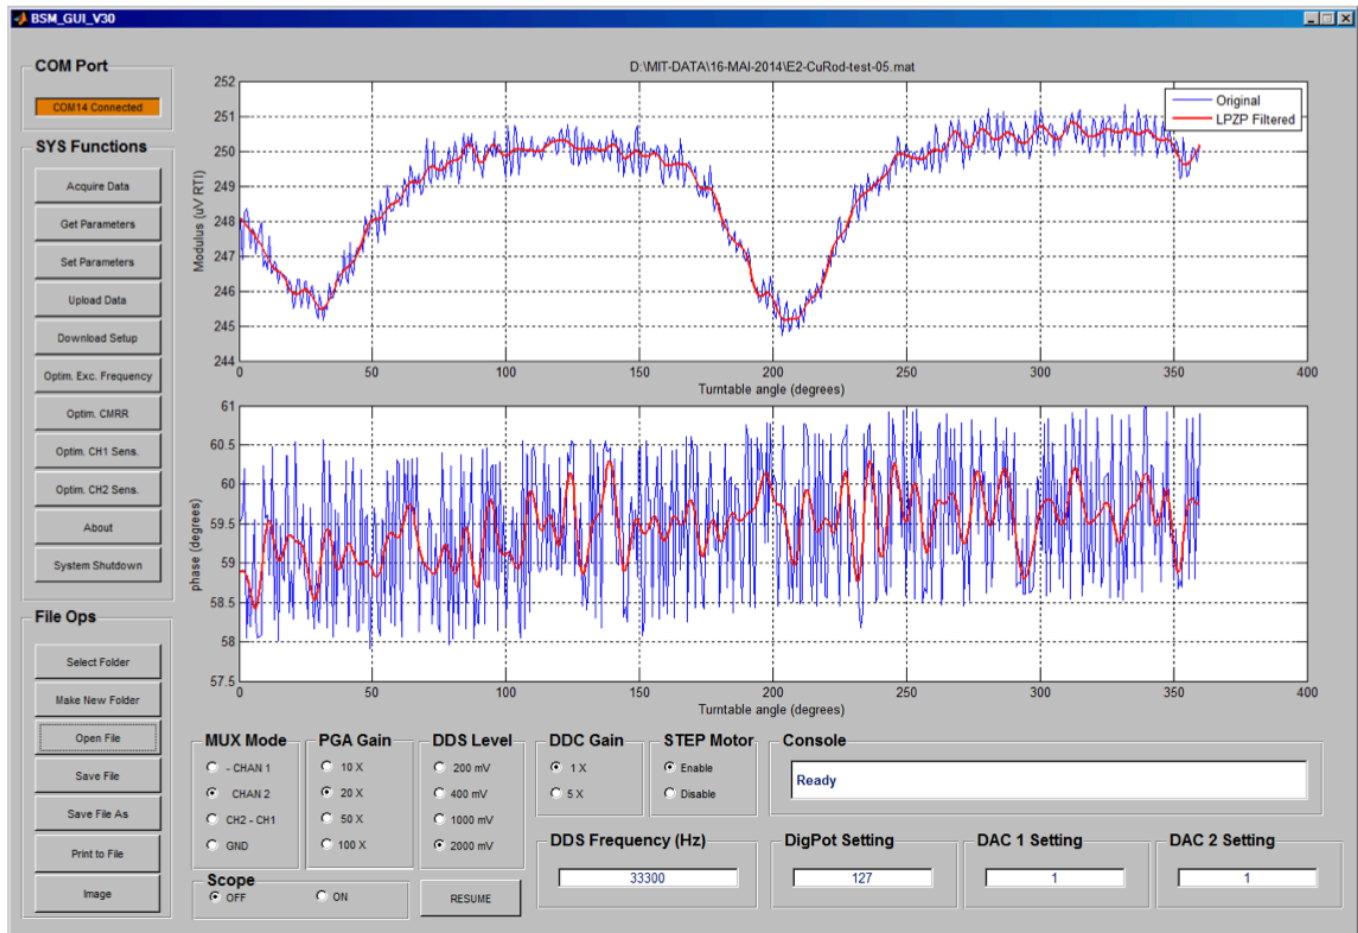 BSM_GUI_V30
COM Port
COM14 Connected
SYS Functions
Acquire Data
Get Parameters
Set Parameters
Upload Data
Download Setup
Optim. Exc. Frequency
Optim. CMRR
Optim. CH1 Sens.
Optim. CH2 Sens.
About
System Shutdown
File Ops
Select Folder
Make New Folder
Open File
Save File
Save File As
Print to File
Image
D:\MIT-DATA\16-MAI-2014\E2-CuRod-test-05.mat
Original
LPZP Filtered
Modulus (uV RTI)
252
251
250
249
248
247
246
245
244
0 50 100 150 200 250 300 350 400
Turntable angle (degrees)
phase (degrees)
61
60.5
60
59.5
59
58.5
58
57.5
0 50 100 150 200 250 300 350 400
Turntable angle (degrees)
MUX Mode
- CHAN 1
CHAN 2
CH2 - CH1
GND
PGA Gain
10 X
20 X
50 X
100 X
DDS Level
200 mV
400 mV
1000 mV
2000 mV
DDC Gain
1 X
5 X
STEP Motor
Enable
Disable
Console
Ready
Scope
OFF ON
RESUME
DDS Frequency (Hz)
33300
DigPot Setting
127
DAC 1 Setting
1
DAC 2 Setting
1